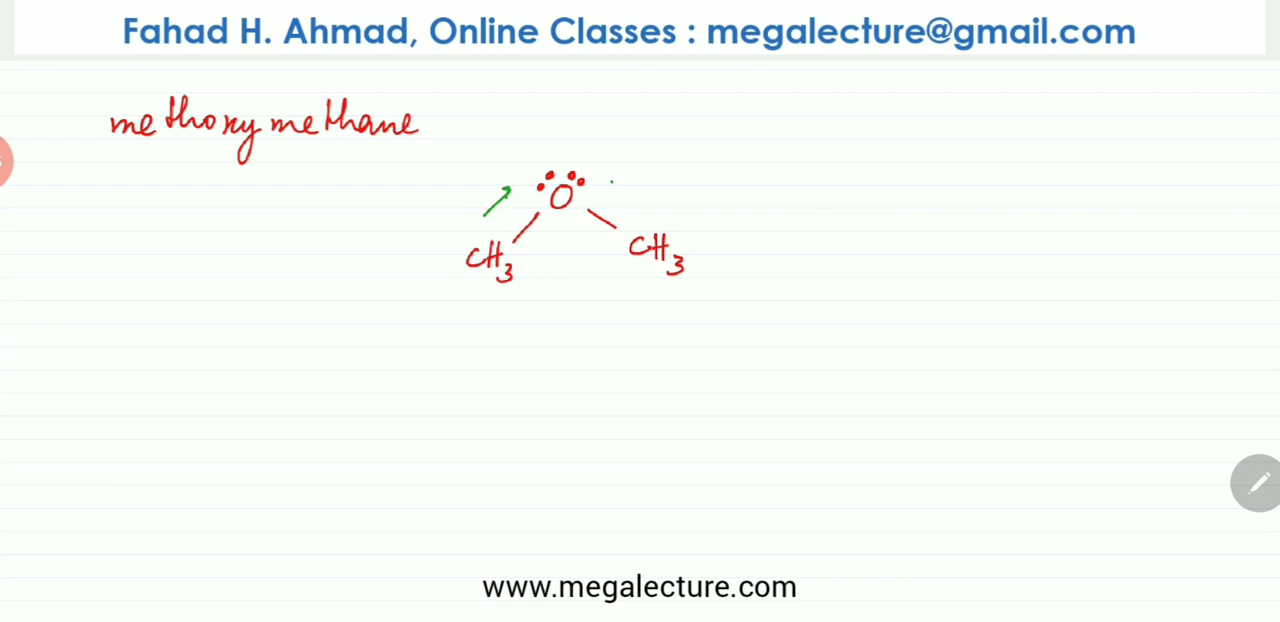 Fahad H. Ahmad, Online Classes : megalecture@gmail.com
methoxymethane
O
CH3 CH3
www.megalecture.com